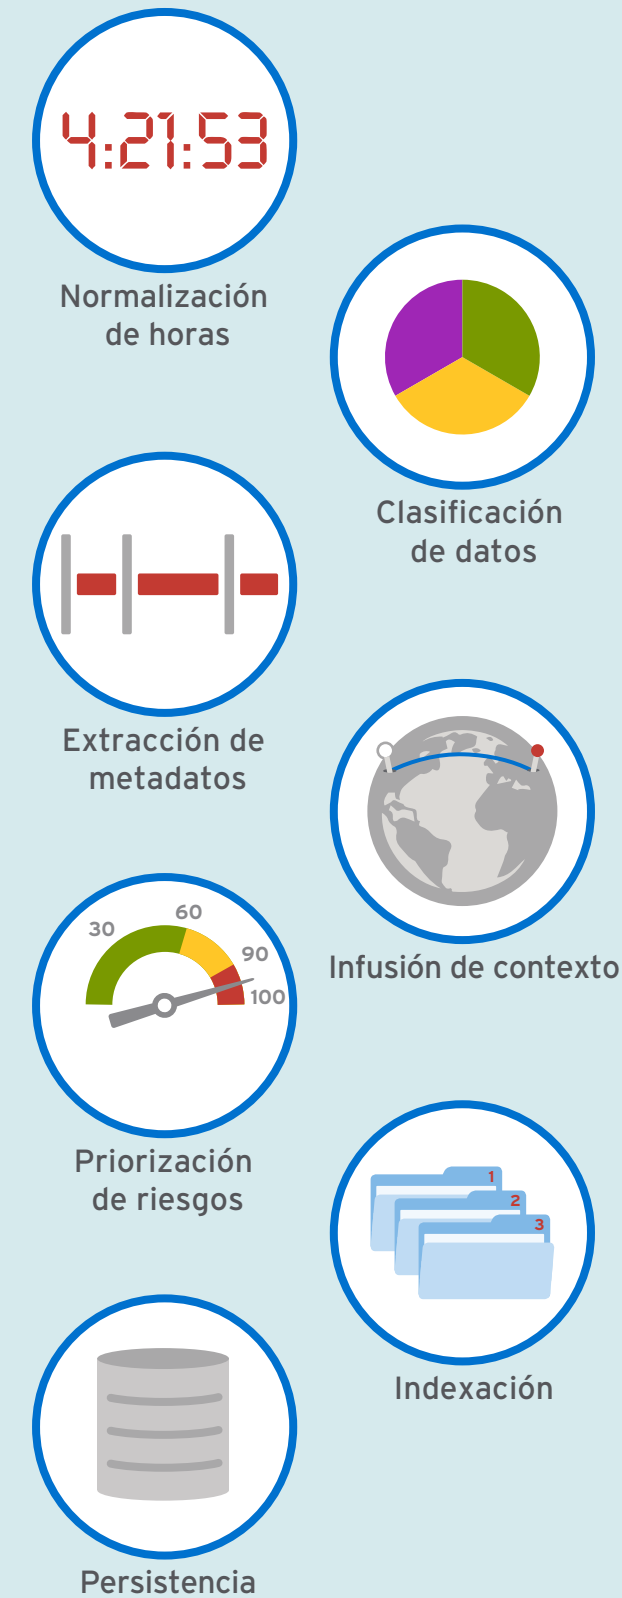 4:21:53
Normalización
de horas
Clasificación
de datos
Extracción de
metadatos
Infusión de contexto
30
60
90
100
Priorización
de riesgos
1
2
3
Indexación
Persistencia